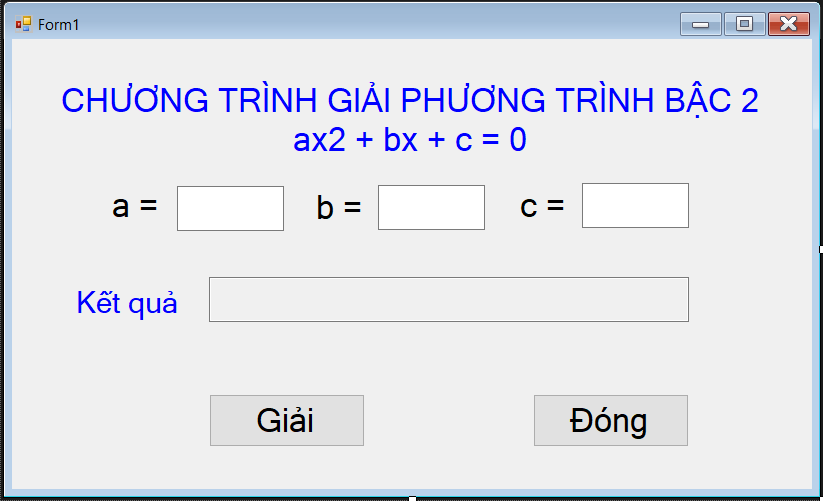 Form1
CHƯƠNG TRÌNH GIẢI PHƯƠNG TRÌNH BẬC 2
ax2 + bx + c = 0
a = b = c =
Kết quả
Giải Đóng